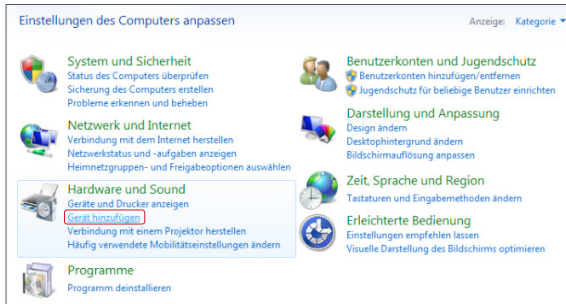 Einstellungen des Computers anpassen
Anzeige: Kategorie
System und Sicherheit
Status des Computers überprüfen
Sicherung des Computers erstellen
Probleme erkennen und beheben
Netzwerk und Internet
Verbindung mit dem Internet herstellen
Netzwerkstatus und -aufgaben anzeigen
Heimnetzgruppen- und Freigabeoptionen auswählen
Hardware und Sound
Geräte und Drucker anzeigen
Gerät hinzufügen
Verbindung mit einem Projektor herstellen
Häufig verwendete Mobilitätseinstellungen ändern
Programme
Programm deinstallieren
Benutzerkonten und Jugendschutz
Benutzerkonten hinzufügen/entfernen
Jugendschutz für beliebige Benutzer einrichten
Darstellung und Anpassung
Design ändern
Desktophintergrund ändern
Bildschirmauflösung anpassen
Zeit, Sprache und Region
Tastaturen und Eingabemethoden ändern
Erleichterte Bedienung
Einstellungen empfehlen lassen
Visuelle Darstellung des Bildschirms optimieren